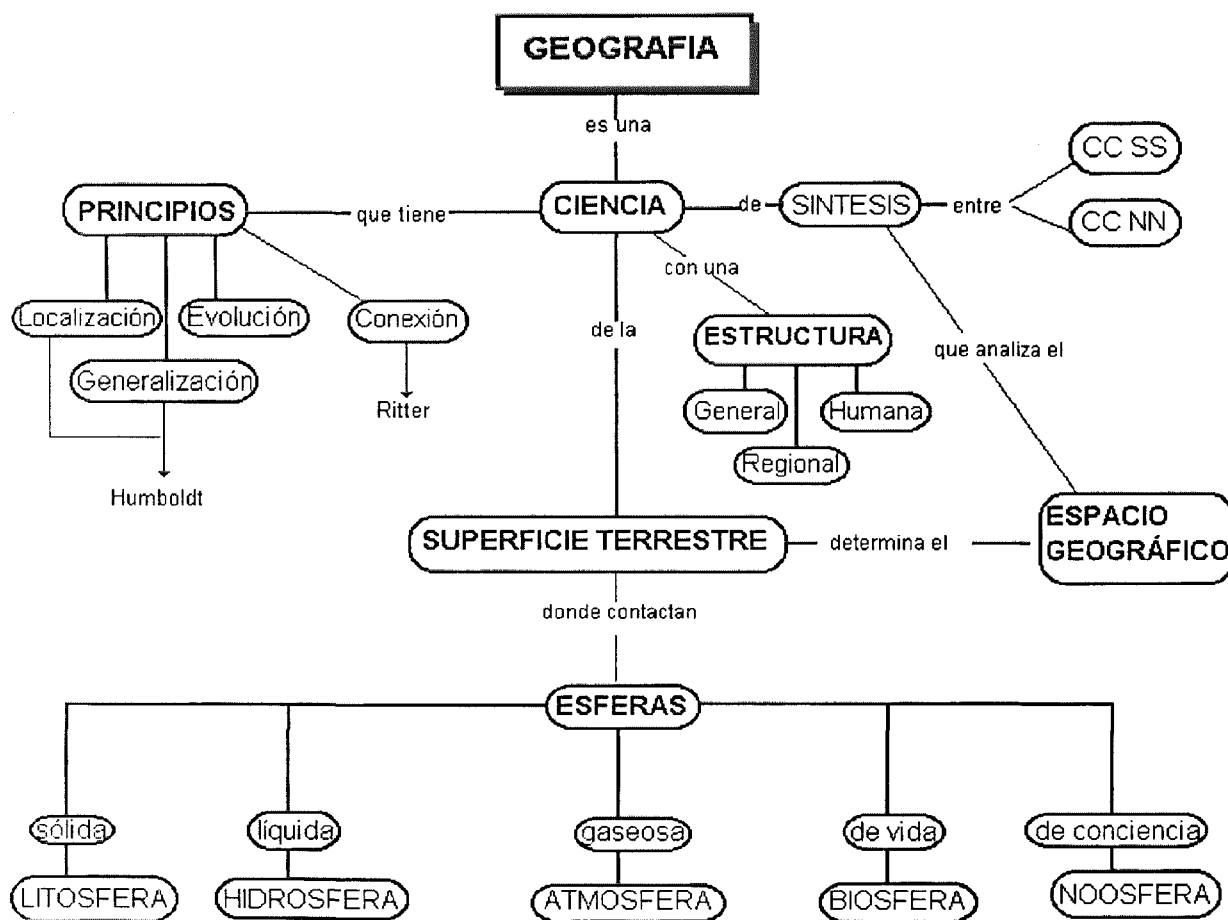 GEOGRAFIA
es una
CC SS
PRINCIPIOS
que tiene
CIENCIA
de
SINTESIS
entre
CC NN
con una
Localización
Evolución
Conexión
de la
ESTRUCTURA
que analiza el
Generalización
Ritter
General
Humana
Regional
Humboldt
SUPERFICIE TERRESTRE
determina el
ESPACIO
GEOGRÁFICO
donde contactan
ESFERAS
sólida
líquida
gaseosa
de vida
de conciencia
LITOSFERA
HIDROSFERA
ATMOSFERA
BIOSFERA
NOOSFERA